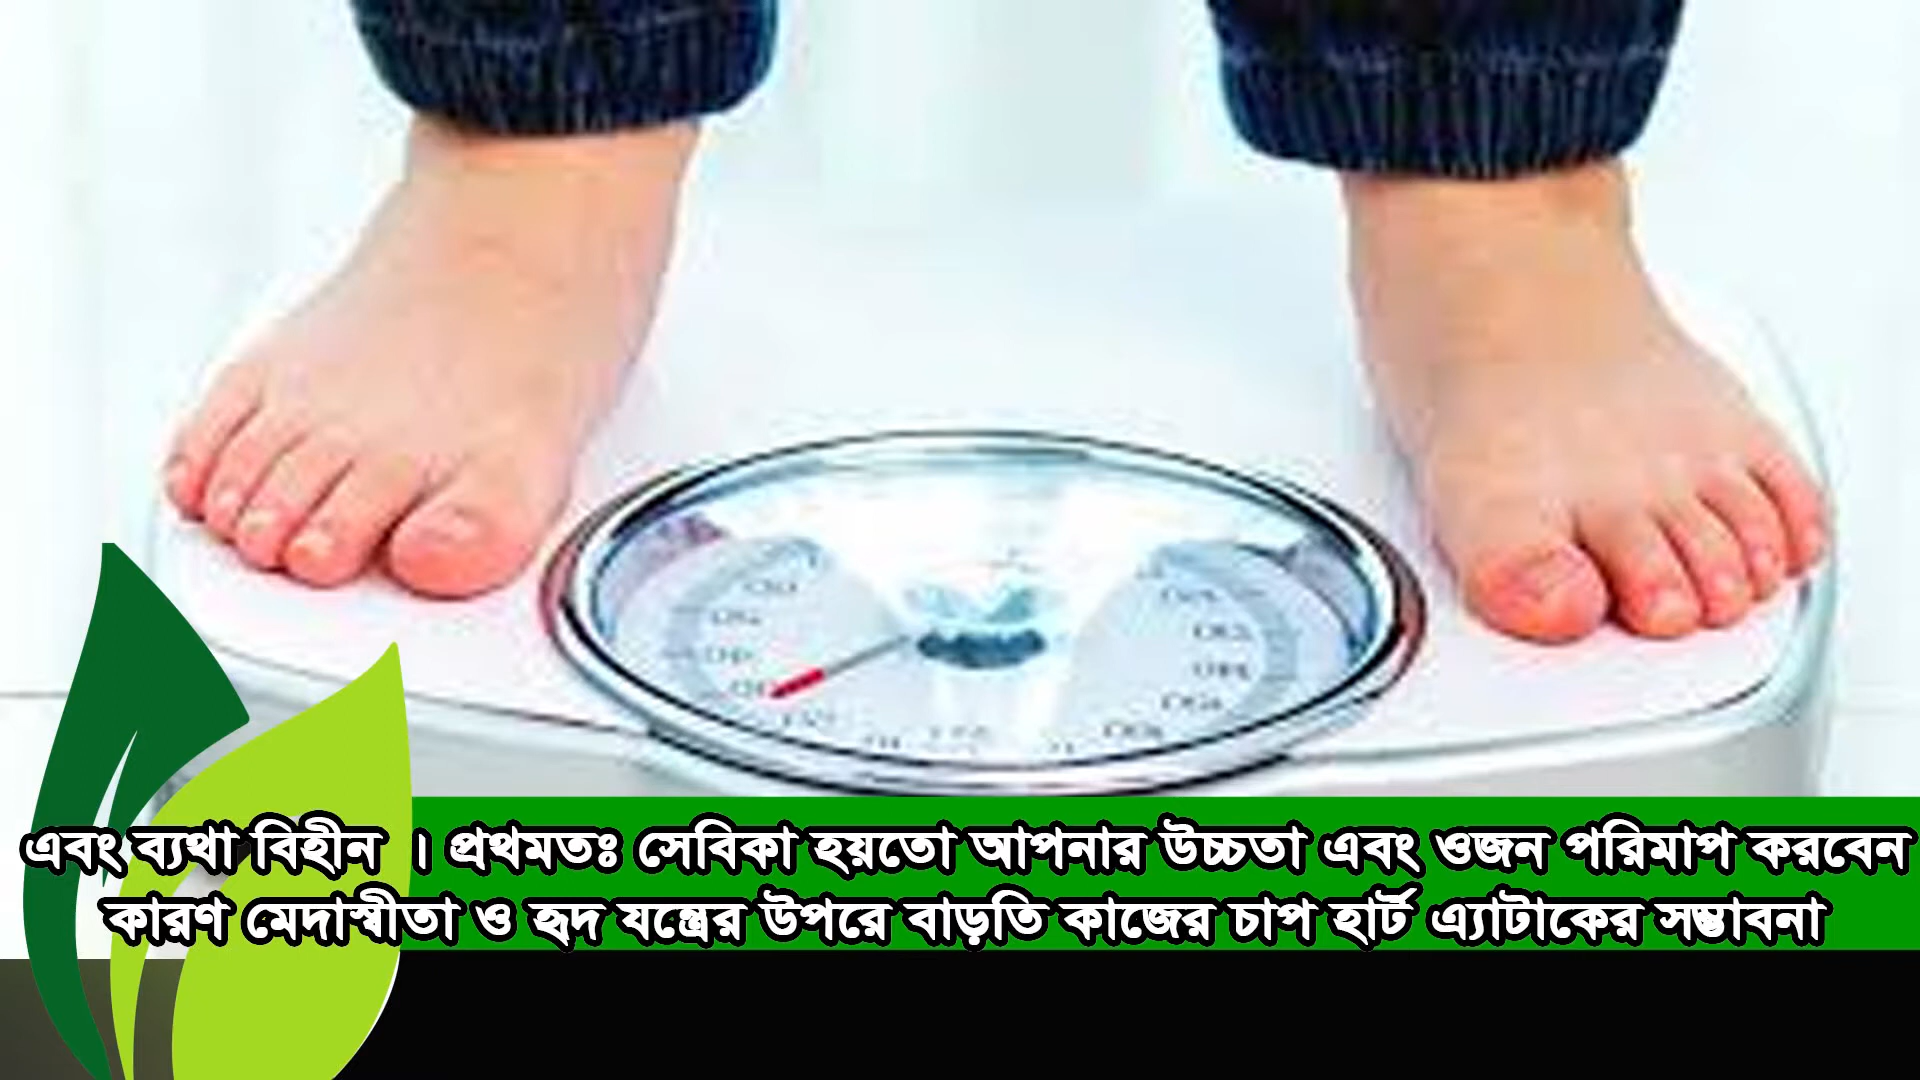 এবং ব্যথা বিহীন । প্রথমতঃ সেবিকা হয়তো আপনার উচ্চতা এবং ওজন পরিমাপ করবেন
কারণ মেদাস্বীতা ও হৃদ যন্ত্রের উপরে বাড়তি কাজের চাপ হার্ট এ্যাটাকের সম্ভাবনা